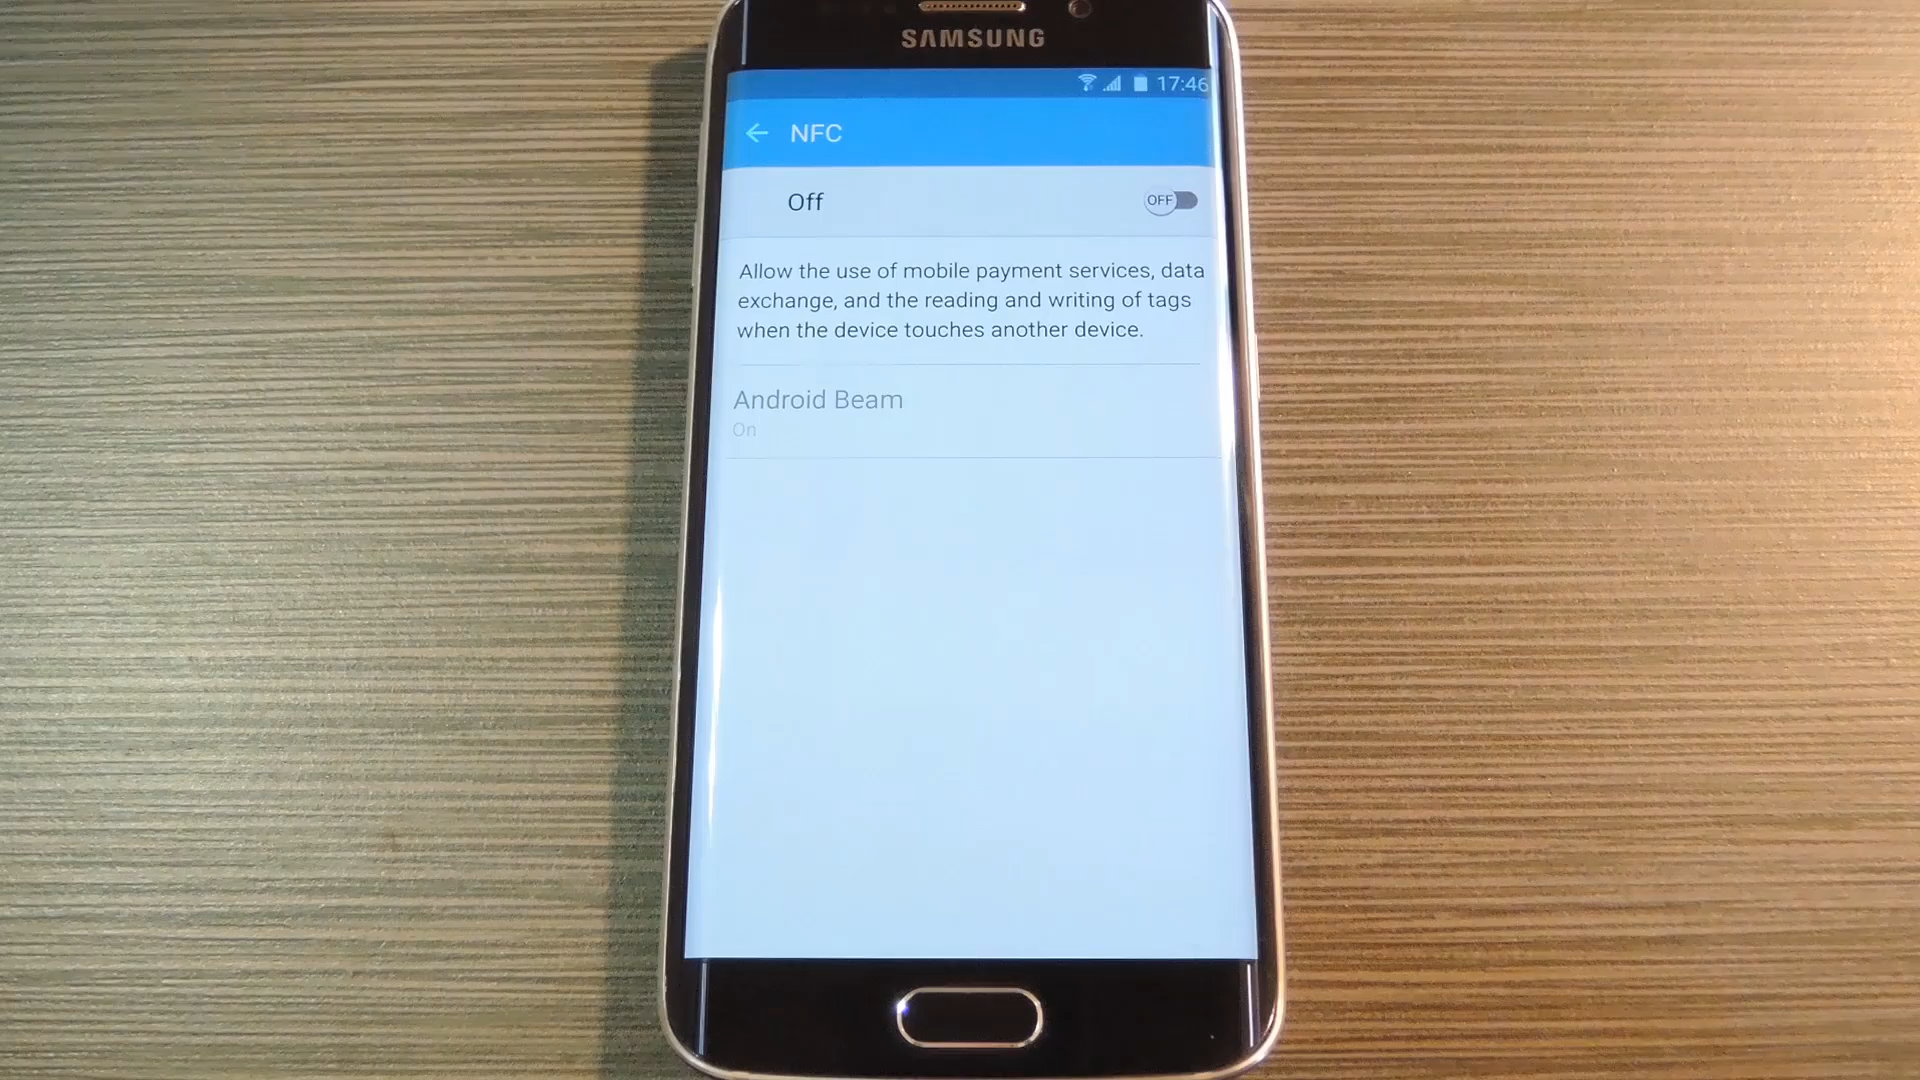 SAMSUNG
17:46
NFC
Off
OFF
Allow the use of mobile payment services, data
exchange, and the reading and writing of tags
when the device touches another device.
Android Beam
On